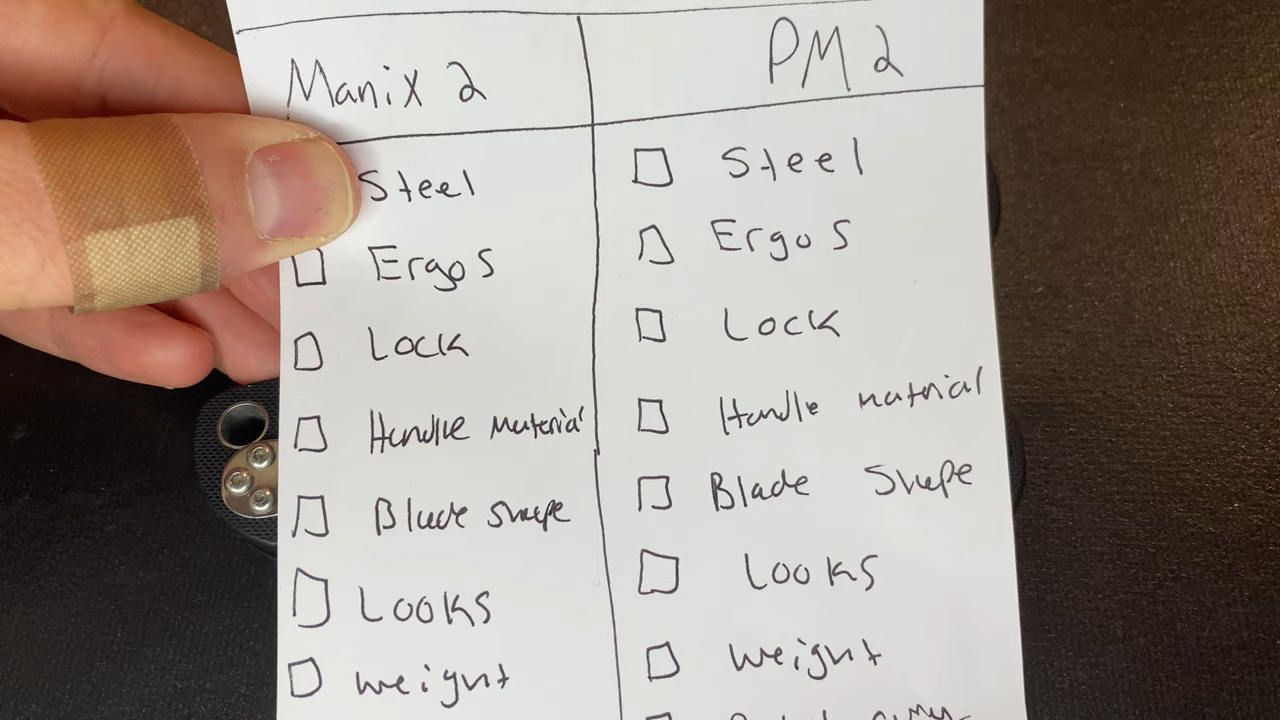 Manix 2
PM 2
Steel
Steel
Ergos
Ergos
Lock
Lock
Handle Material
Handle material
Blade Shape
Blade Shape
Looks
Looks
Weight
Weight